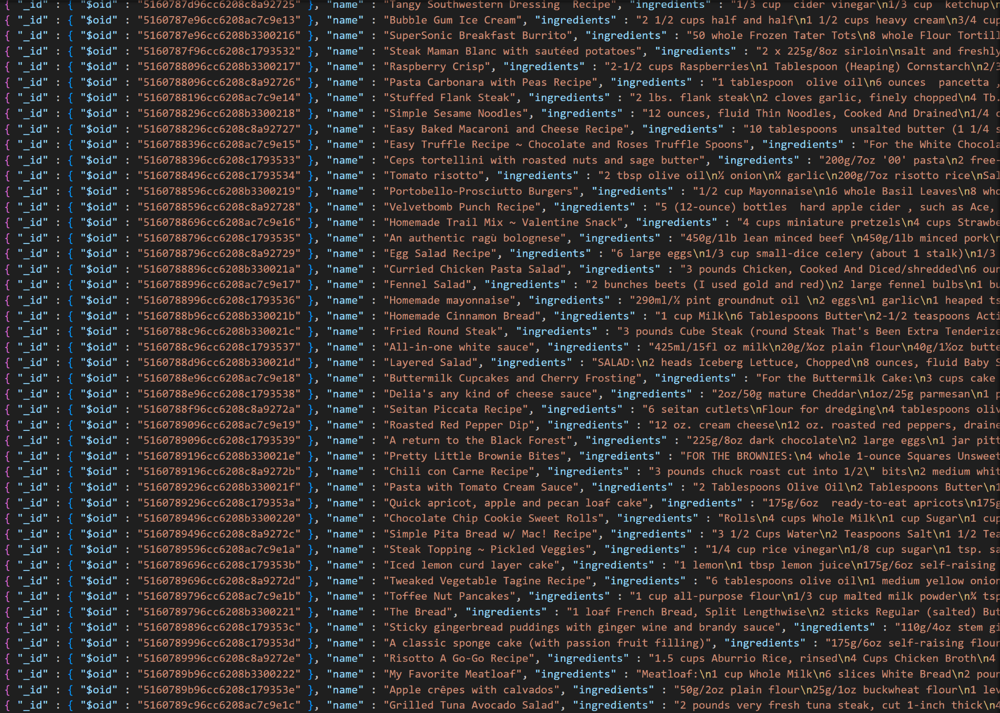 { "_id" : { "$oid" : "5160787d96cc6208c8a92725" }, "name" : "Tangy Southwestern Dressing  Recipe", "ingredients" : "1/3 cup  cider vinegar\n1/3 cup  ketchup\n
{ "_id" : { "$oid" : "5160787e96cc6208ac7c9e13" }, "name" : "Bubble Gum Ice Cream", "ingredients" : "2 1/2 cups half and half\n1 1/2 cups heavy cream\n3/4 cup
{ "_id" : { "$oid" : "5160787e96cc6208b3300216" }, "name" : "SuperSonic Breakfast Burrito", "ingredients" : "50 whole Frozen Tater Tots\n8 whole Flour Tortill
{ "_id" : { "$oid" : "5160787f96cc6208c1793532" }, "name" : "Steak Maman Blanc with sautéed potatoes", "ingredients" : "2 x 225g/8oz sirloin\nsalt and freshly
{ "_id" : { "$oid" : "5160788096cc6208b3300217" }, "name" : "Raspberry Crisp", "ingredients" : "2-1/2 cups Raspberries\n1 Tablespoon (Heaping) Cornstarch\n2/3
{ "_id" : { "$oid" : "5160788096cc6208c8a92726" }, "name" : "Pasta Carbonara with Peas Recipe", "ingredients" : "1 tablespoon  olive oil\n6 ounces  pancetta ,
{ "_id" : { "$oid" : "5160788196cc6208ac7c9e14" }, "name" : "Stuffed Flank Steak", "ingredients" : "2 lbs. flank steak\n2 cloves garlic, finely chopped\n4 Tb.
{ "_id" : { "$oid" : "5160788296cc6208b3300218" }, "name" : "Simple Sesame Noodles", "ingredients" : "12 ounces, fluid Thin Noodles, Cooked And Drained\n1/4 c
{ "_id" : { "$oid" : "5160788296cc6208c8a92727" }, "name" : "Easy Baked Macaroni and Cheese Recipe", "ingredients" : "10 tablespoons  unsalted butter (1 1/4 s
{ "_id" : { "$oid" : "5160788396cc6208ac7c9e15" }, "name" : "Easy Truffle Recipe ~ Chocolate and Roses Truffle Spoons", "ingredients" : "For the White Chocola
{ "_id" : { "$oid" : "5160788396cc6208c1793533" }, "name" : "Ceps tortellini with roasted nuts and sage butter", "ingredients" : "200g/7oz '00' pasta\n2 free-
{ "_id" : { "$oid" : "5160788496cc6208c1793534" }, "name" : "Tomato risotto", "ingredients" : "2 tbsp olive oil\n½ onion\n¼ garlic\n200g/7oz risotto rice\nSal
{ "_id" : { "$oid" : "5160788596cc6208b3300219" }, "name" : "Portobello-Prosciutto Burgers", "ingredients" : "1/2 cup Mayonnaise\n16 whole Basil Leaves\n8 who
{ "_id" : { "$oid" : "5160788596cc6208c8a92728" }, "name" : "Velvetbomb Punch Recipe", "ingredients" : "5 (12-ounce) bottles  hard apple cider , such as Ace,
{ "_id" : { "$oid" : "5160788696cc6208ac7c9e16" }, "name" : "Homemade Trail Mix ~ Valentine Snack", "ingredients" : "4 cups miniature pretzels\n4 cups Strawbe
{ "_id" : { "$oid" : "5160788796cc6208c1793535" }, "name" : "An authentic ragù bolognese", "ingredients" : "450g/1lb lean minced beef \n450g/1lb minced pork\n
{ "_id" : { "$oid" : "5160788796cc6208c8a92729" }, "name" : "Egg Salad Recipe", "ingredients" : "6 large eggs\n1/3 cup small-dice celery (about 1 stalk)\n1/3
{ "_id" : { "$oid" : "5160788896cc6208b330021a" }, "name" : "Curried Chicken Pasta Salad", "ingredients" : "3 pounds Chicken, Cooked And Diced/shredded\n6 oun
{ "_id" : { "$oid" : "5160788996cc6208ac7c9e17" }, "name" : "Fennel Salad", "ingredients" : "2 bunches beets (I used gold and red)\n2 large fennel bulbs\n1 bu
{ "_id" : { "$oid" : "5160788996cc6208c1793536" }, "name" : "Homemade mayonnaise", "ingredients" : "290ml/½ pint groundnut oil \n2 eggs\n1 garlic\n1 heaped ts
{ "_id" : { "$oid" : "5160788b96cc6208b330021b" }, "name" : "Homemade Cinnamon Bread", "ingredients" : "1 cup Milk\n6 Tablespoons Butter\n2-1/2 teaspoons Acti
{ "_id" : { "$oid" : "5160788c96cc6208b330021c" }, "name" : "Fried Round Steak", "ingredients" : "3 pounds Cube Steak (round Steak That's Been Extra Tenderize
{ "_id" : { "$oid" : "5160788c96cc6208c1793537" }, "name" : "All-in-one white sauce", "ingredients" : "425ml/15fl oz milk\n20g/¾oz plain flour\n40g/1½oz butte
{ "_id" : { "$oid" : "5160788d96cc6208b330021d" }, "name" : "Layered Salad", "ingredients" : "SALAD:\n2 heads Iceberg Lettuce, Chopped\n8 ounces, fluid Baby S
{ "_id" : { "$oid" : "5160788e96cc6208ac7c9e18" }, "name" : "Buttermilk Cupcakes and Cherry Frosting", "ingredients" : "For the Buttermilk Cake:\n3 cups cake
{ "_id" : { "$oid" : "5160788e96cc6208c1793538" }, "name" : "Delia's any kind of cheese sauce", "ingredients" : "2oz/50g mature Cheddar\n1oz/25g parmesan\n1 p
{ "_id" : { "$oid" : "5160788f96cc6208c8a9272a" }, "name" : "Seitan Piccata Recipe", "ingredients" : "6 seitan cutlets\nFlour for dredging\n4 tablespoons oliv
{ "_id" : { "$oid" : "5160789096cc6208ac7c9e19" }, "name" : "Roasted Red Pepper Dip", "ingredients" : "12 oz. cream cheese\n12 oz. roasted red peppers, draine
{ "_id" : { "$oid" : "5160789096cc6208c1793539" }, "name" : "A return to the Black Forest", "ingredients" : "225g/8oz dark chocolate\n2 large eggs\n1 jar pitt
{ "_id" : { "$oid" : "5160789196cc6208b330021e" }, "name" : "Pretty Little Brownie Bites", "ingredients" : "FOR THE BROWNIES:\n4 whole 1-ounce Squares Unsweet
{ "_id" : { "$oid" : "5160789196cc6208c8a9272b" }, "name" : "Chili con Carne Recipe", "ingredients" : "3 pounds chuck roast cut into 1/2\" bits\n2 medium whit
{ "_id" : { "$oid" : "5160789296cc6208b330021f" }, "name" : "Pasta with Tomato Cream Sauce", "ingredients" : "2 Tablespoons Olive Oil\n2 Tablespoons Butter\n1
{ "_id" : { "$oid" : "5160789296cc6208c179353a" }, "name" : "Quick apricot, apple and pecan loaf cake", "ingredients" : "175g/6oz  ready-to-eat apricots\n175g
{ "_id" : { "$oid" : "5160789496cc6208b3300220" }, "name" : "Chocolate Chip Cookie Sweet Rolls", "ingredients" : "Rolls\n4 cups Whole Milk\n1 cup Sugar\n1 cup
{ "_id" : { "$oid" : "5160789496cc6208c8a9272c" }, "name" : "Simple Pita Bread w/ Mac! Recipe", "ingredients" : "3 1/2 Cups Water\n2 Teaspoons Salt\n1 1/2 Tea
{ "_id" : { "$oid" : "5160789596cc6208ac7c9e1a" }, "name" : "Steak Topping ~ Pickled Veggies", "ingredients" : "1/4 cup rice vinegar\n1/8 cup sugar\n1 tsp. sa
{ "_id" : { "$oid" : "5160789696cc6208c179353b" }, "name" : "Iced lemon curd layer cake", "ingredients" : "1 lemon\n1 tbsp lemon juice\n175g/6oz self-raising
{ "_id" : { "$oid" : "5160789696cc6208c8a9272d" }, "name" : "Tweaked Vegetable Tagine Recipe", "ingredients" : "6 tablespoons olive oil\n1 medium yellow onion
{ "_id" : { "$oid" : "5160789796cc6208ac7c9e1b" }, "name" : "Toffee Nut Pancakes", "ingredients" : "1 cup all-purpose flour\n1/3 cup malted milk powder\n¾ tsp
{ "_id" : { "$oid" : "5160789796cc6208b3300221" }, "name" : "The Bread", "ingredients" : "1 loaf French Bread, Split Lengthwise\n2 sticks Regular (salted) But
{ "_id" : { "$oid" : "5160789896cc6208c179353c" }, "name" : "Sticky gingerbread puddings with ginger wine and brandy sauce", "ingredients" : "110g/4oz stem gi
{ "_id" : { "$oid" : "5160789996cc6208c179353d" }, "name" : "A classic sponge cake (with passion fruit filling)", "ingredients" : "175g/6oz self-raising flour
{ "_id" : { "$oid" : "5160789996cc6208c8a9272e" }, "name" : "Risotto A Go-Go Recipe", "ingredients" : "1.5 cups Aburrio Rice, rinsed\n4 Cups Chicken Broth\n4
{ "_id" : { "$oid" : "5160789b96cc6208b3300222" }, "name" : "My Favorite Meatloaf", "ingredients" : "Meatloaf:\n1 cup Whole Milk\n6 slices White Bread\n2 poun
{ "_id" : { "$oid" : "5160789b96cc6208c179353e" }, "name" : "Apple crêpes with calvados", "ingredients" : "50g/2oz plain flour\n25g/1oz buckwheat flour\n1 lev
{ "_id" : { "$oid" : "5160789c96cc6208ac7c9e1c" }, "name" : "Grilled Tuna Avocado Salad", "ingredients" : "2 pounds very fresh tuna steak, cut 1-inch thick\n4